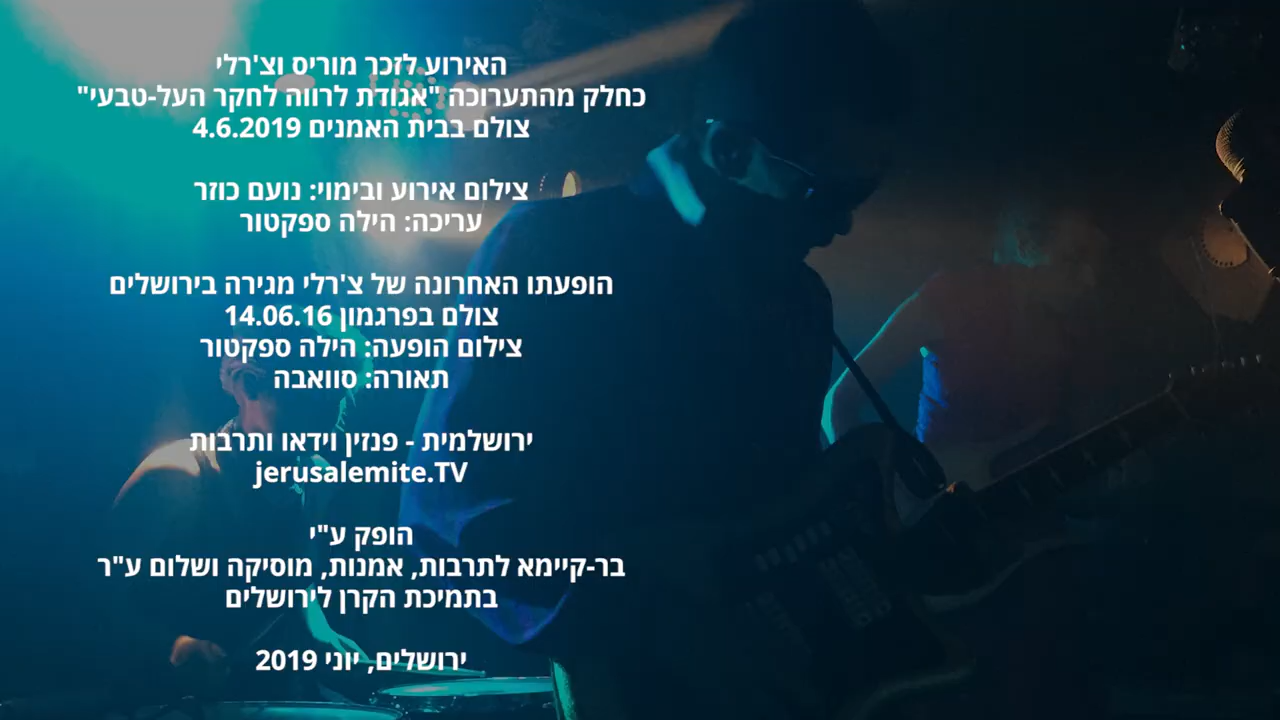 האירוע לזכר מוריס וצ'רלי
כחלק מהתערוכה "אגודת לרווה לחקר העל-טבעי"
צולם בבית האמנים 4.6.2019
צילום אירוע ובימוי: נועם כוזר
עריכה: הילה ספקטור
הופעתו האחרונה של צ'רלי מגירה בירושלים
צולם בפרגמון 14.06.16
צילום הופעה: הילה ספקטור
תאורה: סוואבה
ירושלמית - פנזין וידאו ותרבות
jerusalemite.TV
הופק ע"י
בר-קיימא לתרבות, אמנות, מוסיקה ושלום ע"ר
בתמיכת הקרן לירושלים
ירושלים, יוני 2019